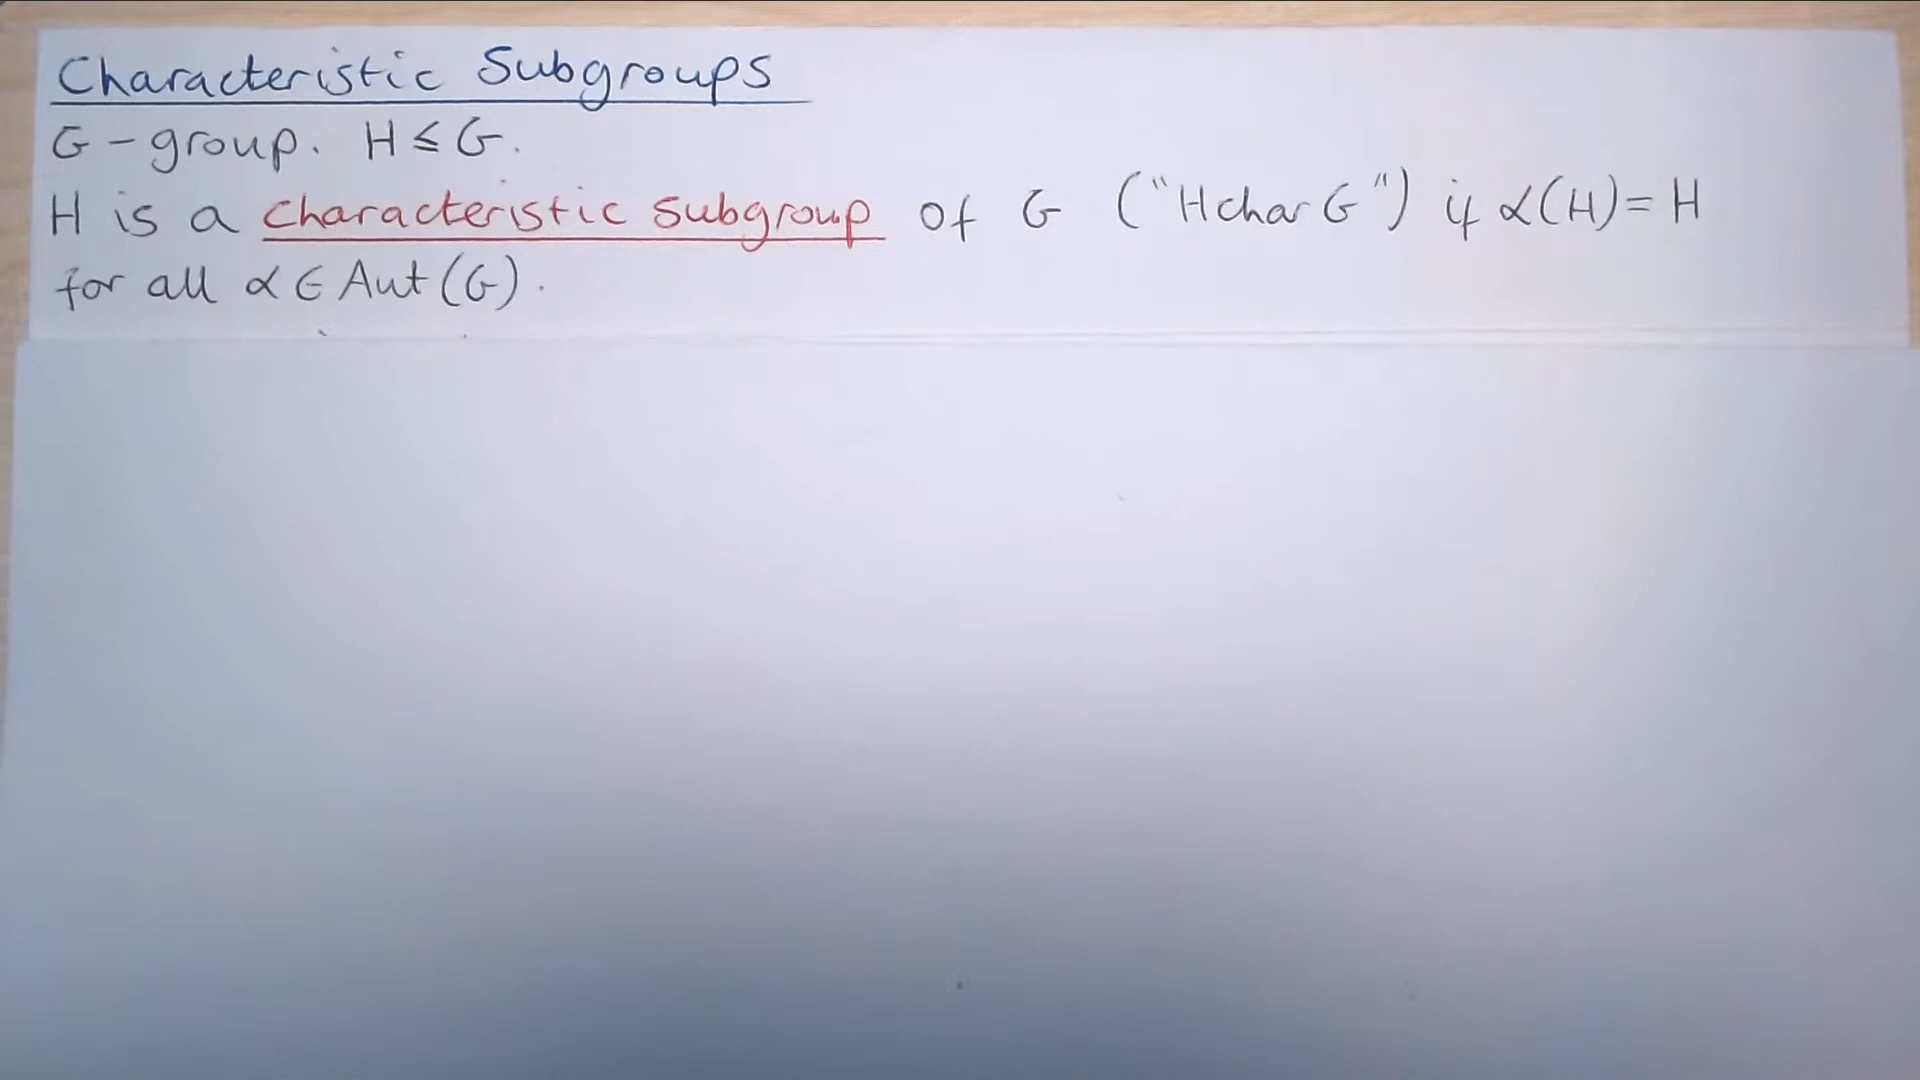 Characteristic Subgroups
G - group. H ≤ G.
H is a characteristic subgroup of G ("H char G") if α(H) = H
for all α ∈ Aut(G).